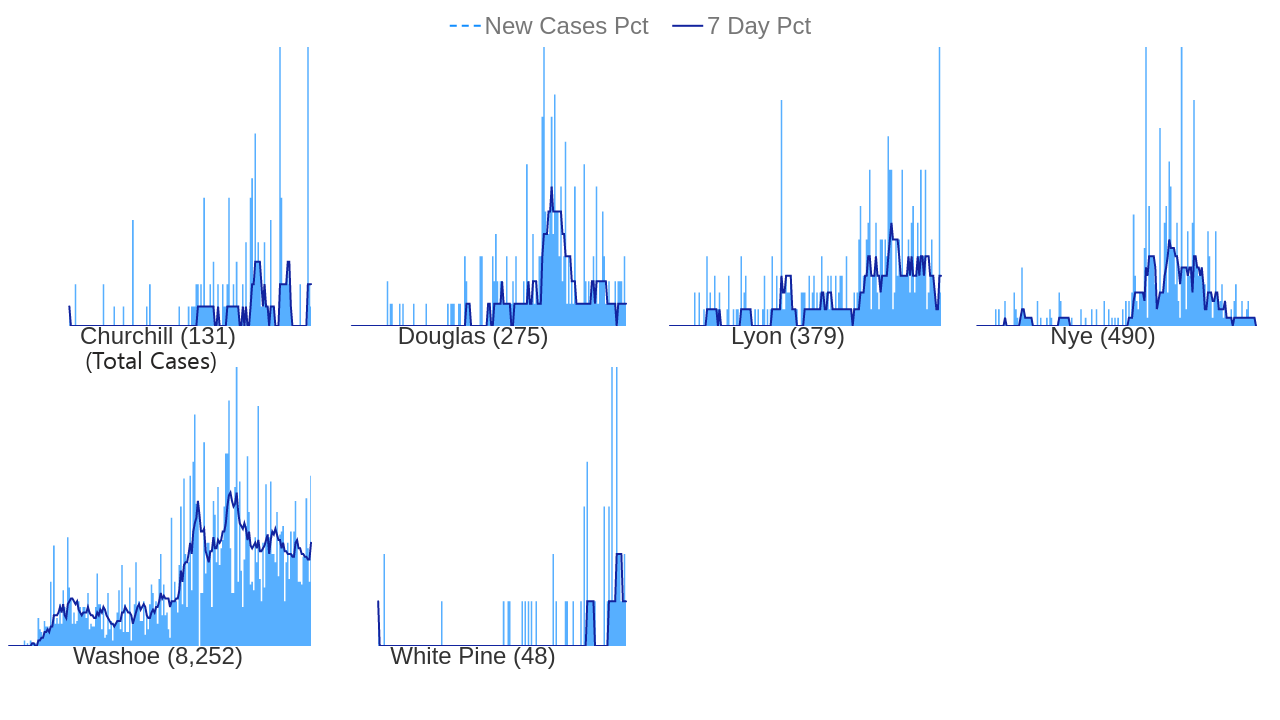 New Cases Pct 7 Day Pct
Churchill (131) Douglas (275) Lyon (379) Nye (490)
(Total Cases)
Washoe (8,252) White Pine (48)